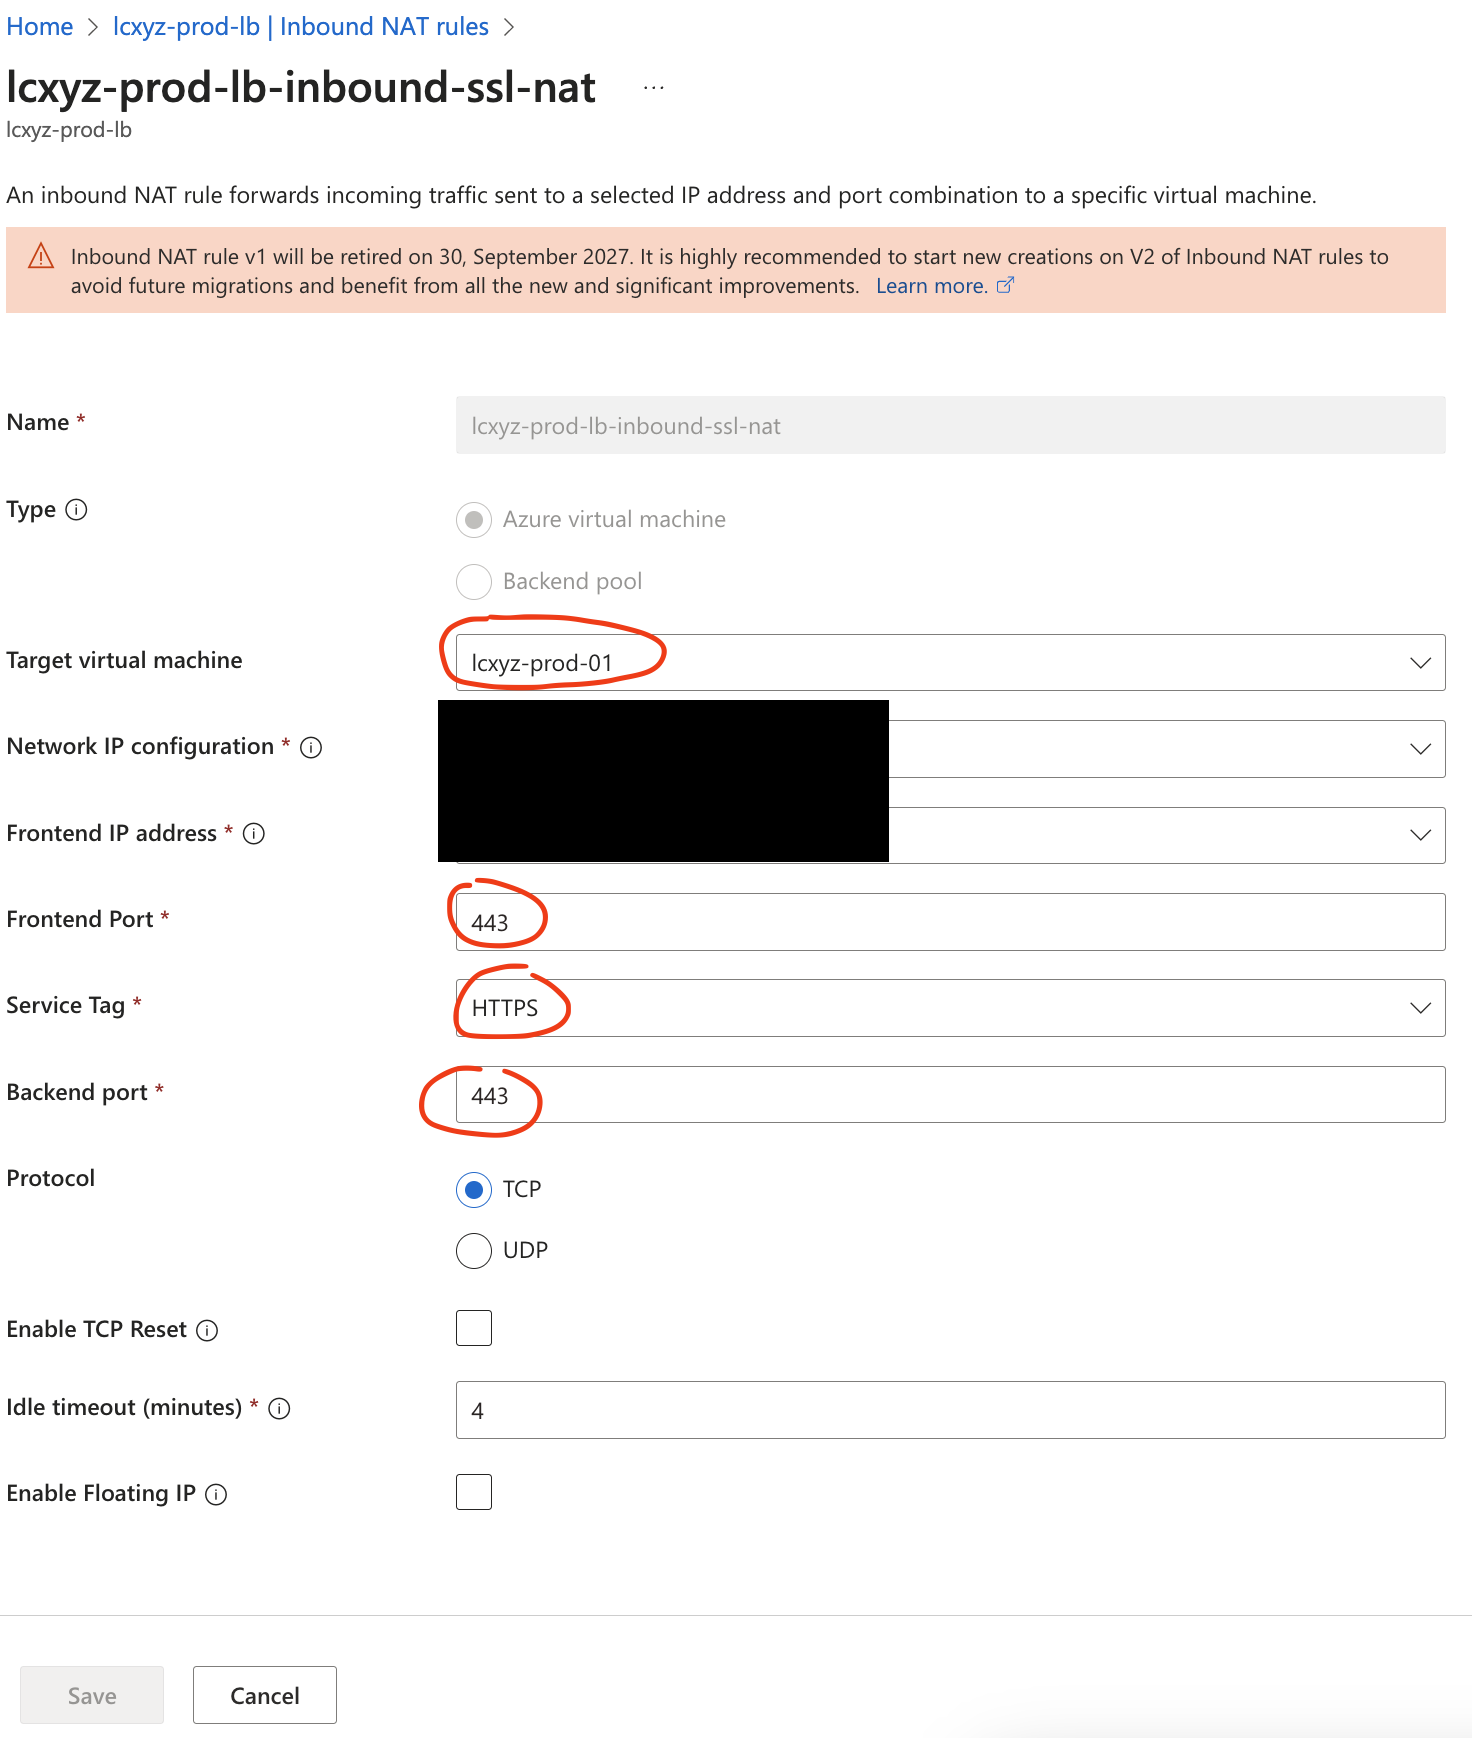 Home > lcxyz-prod-lb | Inbound NAT rules >
lcxyz-prod-lb-inbound-ssl-nat ...
lcxyz-prod-lb
An inbound NAT rule forwards incoming traffic sent to a selected IP address and port combination to a specific virtual machine.
Inbound NAT rule v1 will be retired on 30, September 2027. It is highly recommended to start new creations on V2 of Inbound NAT rules to
avoid future migrations and benefit from all the new and significant improvements. Learn more.
Name *
lcxyz-prod-lb-inbound-ssl-nat
Type
Azure virtual machine
Backend pool
Target virtual machine
lcxyz-prod-01
Network IP configuration *
Frontend IP address *
Frontend Port *
443
Service Tag *
HTTPS
Backend port *
443
Protocol
TCP
UDP
Enable TCP Reset
Idle timeout (minutes) *
4
Enable Floating IP
Save
Cancel